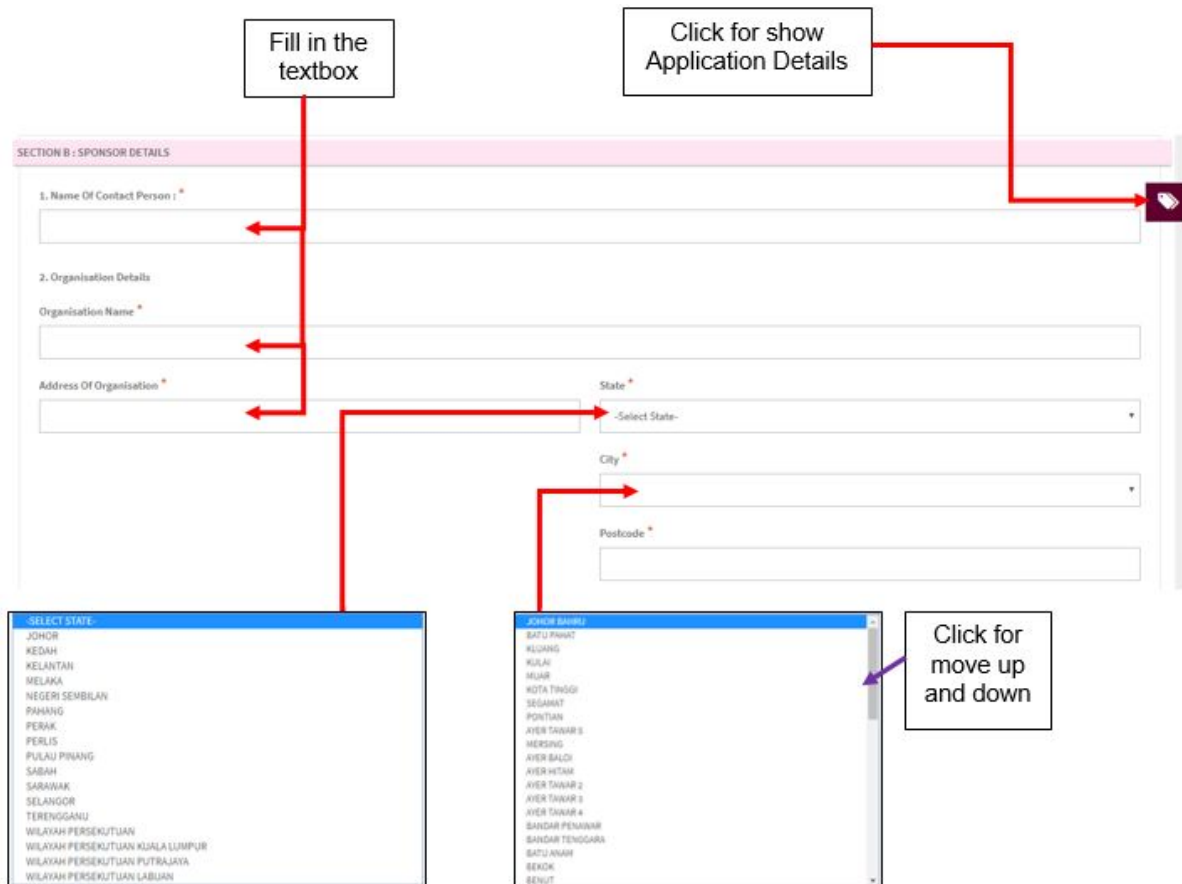 Fill in the
textbox
Click for show
Application Details
SECTION B : SPONSOR DETAILS
1. Name Of Contact Person : *
2. Organisation Details
Organisation Name *
Address Of Organisation *
State *
-Select State-
City *
Postcode *
-SELECT STATE-
JOHOR
KEDAH
KELANTAN
MELAKA
NEGERI SEMBILAN
PAHANG
PERAK
PERLIS
PULAU PINANG
SABAH
SARAWAK
SELANGOR
TERENGGANU
WILAYAH PERSEKUTUAN
WILAYAH PERSEKUTUAN KUALA LUMPUR
WILAYAH PERSEKUTUAN PUTRAJAYA
WILAYAH PERSEKUTUAN LABUAN
JOHOR BAHRU
BATU PAHAT
KLUANG
KULAI
MUAR
KOTA TINGGI
SEGAMAT
PONTIAN
AYER TAWAR 5
MERSING
AYER BALOI
AYER HITAM
AYER TAWAR 2
AYER TAWAR 3
AYER TAWAR 4
BANDAR PENAWAR
BANDAR TENGGARA
BATU ANAM
BEKOK
BENUT
Click for
move up
and down